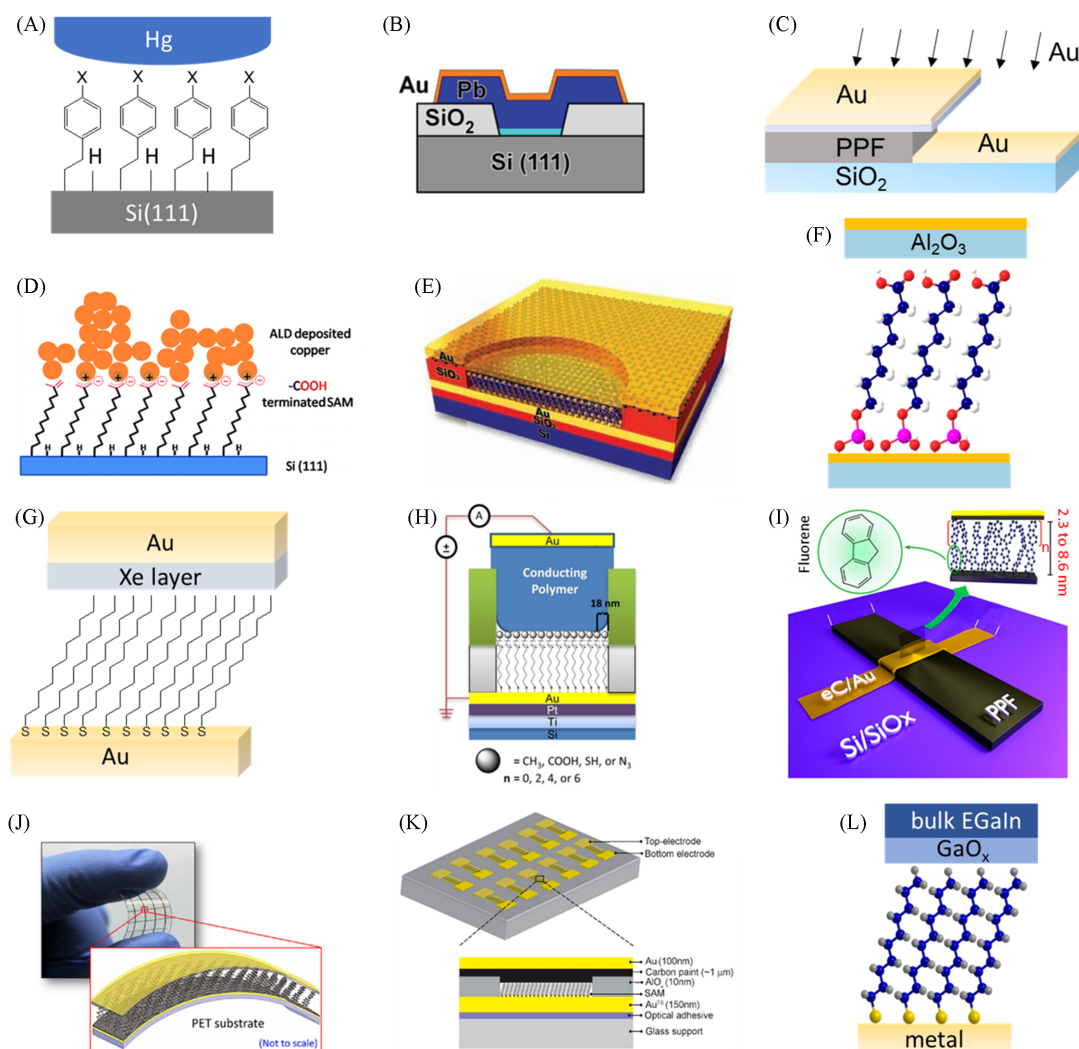 (A)
Hg
X X X X
H H H
Si(111)
(B)
Au
Pb
SiO2
Si (111)
(C)
Au
Au
PPF
Au
SiO2
(D)
ALD deposited
copper
+ + + + + +
-COOH
terminated SAM
H H H H H H H
Si (111)
(E)
Au
SiO2
Au
SiO2
Si
(F)
Al2O3
(G)
Au
Xe layer
S S S S S S S S S S
Au
(H)
A
±
Au
Conducting
Polymer
18 nm
Au
Pt
Ti
Si
= CH3, COOH, SH, or N3
n = 0, 2, 4, or 6
(I)
Fluorene
n
2.3 to 8.6 nm
eC/Au
PPF
Si/SiOx
(J)
PET substrate
(Not to scale)
(K)
Top-electrode
Bottom electrode
Au (100nm)
Carbon paint (~1 μm)
AlOx (10nm)
SAM
AuTS (150nm)
Optical adhesive
Glass support
(L)
bulk EGaIn
GaOx
metal